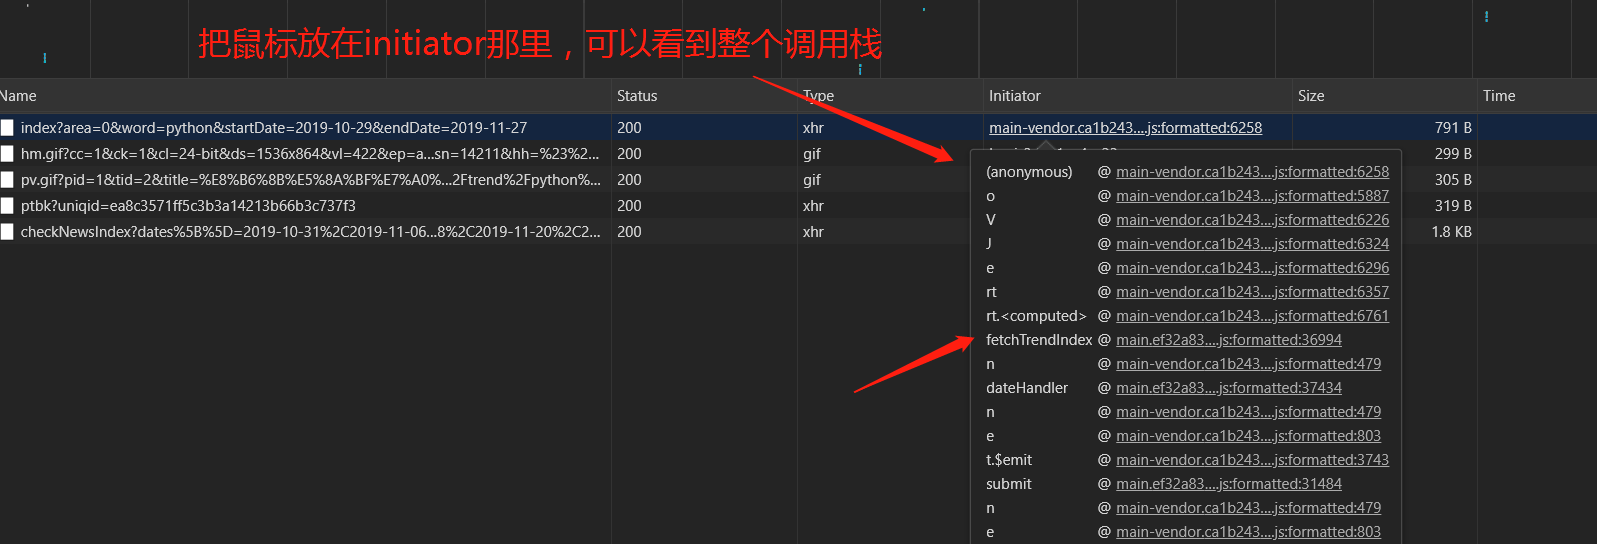 把鼠标放在initiator那里，可以看到整个调用栈
Name Status Type Initiator Size Time
index?area=0&word=python&startDate=2019-10-29&endDate=2019-11-27 200 xhr main-vendor.ca1b243....js:formatted:6258 791 B
hm.gif?cc=1&ck=1&cl=24-bit&ds=1536x864&vl=422&ep=a...sn=14211&hh=%23%2... 200 gif 299 B
pv.gif?pid=1&tid=2&title=%E8%B6%8B%E5%8A%BF%E7%A0%...2Ftrend%2Fpython%... 200 gif 305 B
ptbk?uniqid=ea8c3571ff5c3b3a14213b66b3c737f3 200 xhr 319 B
checkNewsIndex?dates%5B%5D=2019-10-31%2C2019-11-06...8%2C2019-11-20%2C2... 200 xhr 1.8 KB
(anonymous) @ main-vendor.ca1b243....js:formatted:6258
o @ main-vendor.ca1b243....js:formatted:5887
V @ main-vendor.ca1b243....js:formatted:6226
J @ main-vendor.ca1b243....js:formatted:6324
e @ main-vendor.ca1b243....js:formatted:6296
rt @ main-vendor.ca1b243....js:formatted:6357
rt.<computed> @ main-vendor.ca1b243....js:formatted:6761
fetchTrendIndex @ main.ef32a83....js:formatted:36994
n @ main-vendor.ca1b243....js:formatted:479
dateHandler @ main.ef32a83....js:formatted:37434
n @ main-vendor.ca1b243....js:formatted:479
e @ main-vendor.ca1b243....js:formatted:803
t.$emit @ main-vendor.ca1b243....js:formatted:3743
submit @ main.ef32a83....js:formatted:31484
n @ main-vendor.ca1b243....js:formatted:479
e @ main-vendor.ca1b243....js:formatted:803